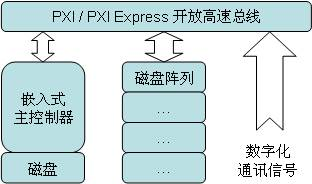 PXI / PXI Express 开放高速总线
嵌入式
主控制器
磁盘
磁盘阵列
…
…
…
数字化
通讯信号